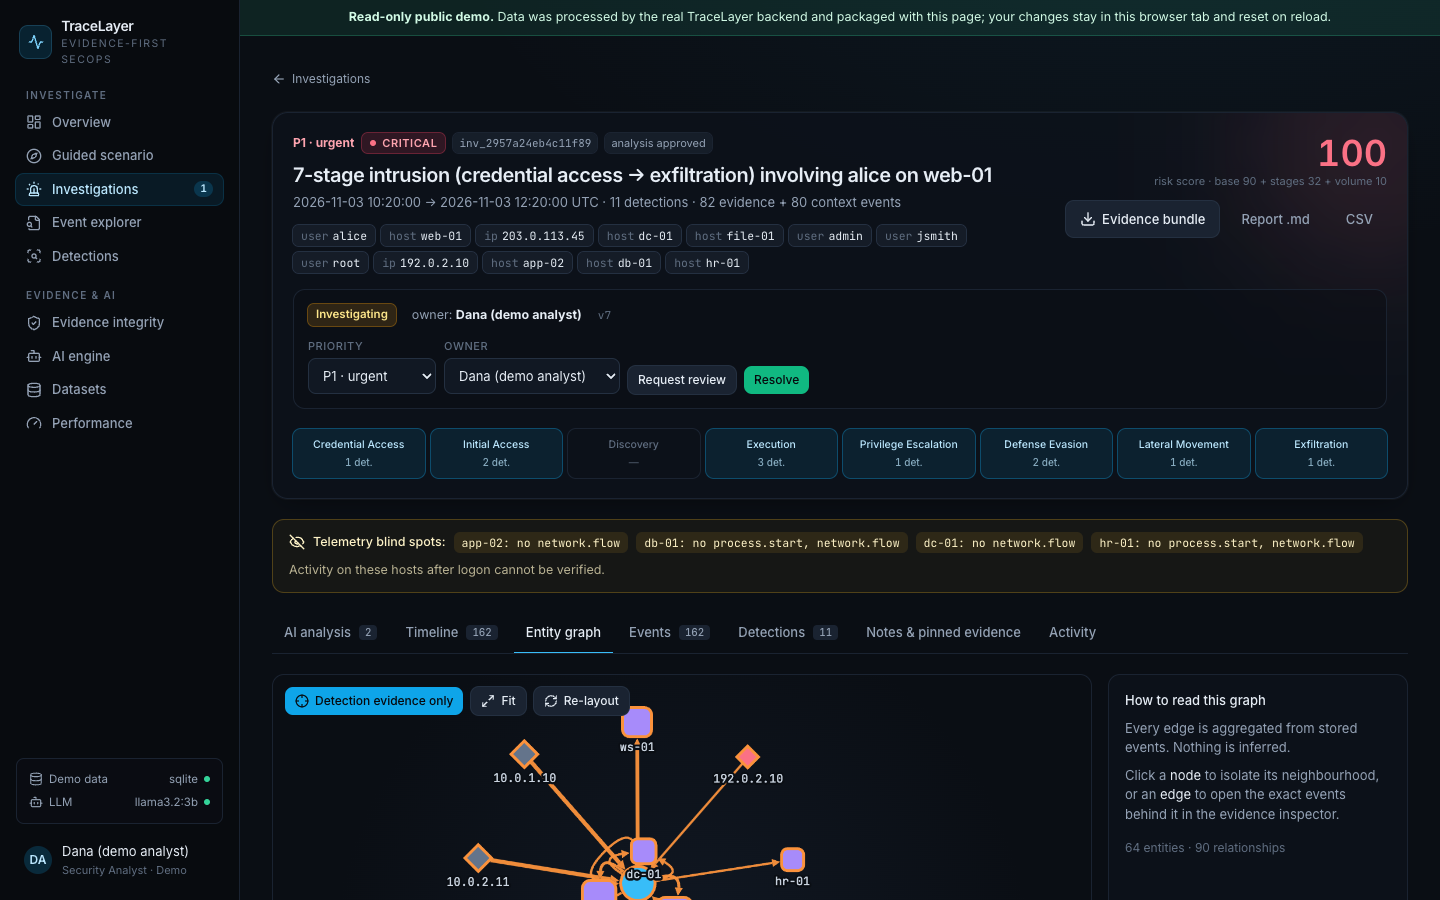 TraceLayer
EVIDENCE-FIRST
SECOPS
INVESTIGATE
Overview
Guided scenario
Investigations 1
Event explorer
Detections
EVIDENCE & AI
Evidence integrity
AI engine
Datasets
Performance
Demo data sqlite
LLM llama3.2:3b
DA
Dana (demo analyst)
Security Analyst · Demo
Read-only public demo. Data was processed by the real TraceLayer backend and packaged with this page; your changes stay in this browser tab and reset on reload.
Investigations
P1 · urgent CRITICAL inv_2957a24eb4c11f89 analysis approved
7-stage intrusion (credential access → exfiltration) involving alice on web-01
2026-11-03 10:20:00 → 2026-11-03 12:20:00 UTC · 11 detections · 82 evidence + 80 context events
user alice host web-01 ip 203.0.113.45 host dc-01 host file-01 user admin user jsmith
user root ip 192.0.2.10 host app-02 host db-01 host hr-01
100
risk score · base 90 + stages 32 + volume 10
Evidence bundle Report .md CSV
Investigating owner: Dana (demo analyst) v7
PRIORITY OWNER
P1 · urgent Dana (demo analyst) Request review Resolve
Credential Access Initial Access Discovery Execution Privilege Escalation Defense Evasion Lateral Movement Exfiltration
1 det. 2 det. — 3 det. 1 det. 2 det. 1 det. 1 det.
Telemetry blind spots: app-02: no network.flow db-01: no process.start, network.flow dc-01: no network.flow hr-01: no process.start, network.flow
Activity on these hosts after logon cannot be verified.
AI analysis 2 Timeline 162 Entity graph Events 162 Detections 11 Notes & pinned evidence Activity
Detection evidence only Fit Re-layout
ws-01
10.0.1.10
192.0.2.10
dc-01
10.0.2.11
hr-01
How to read this graph
Every edge is aggregated from stored
events. Nothing is inferred.
Click a node to isolate its neighbourhood,
or an edge to open the exact events
behind it in the evidence inspector.
64 entities · 90 relationships